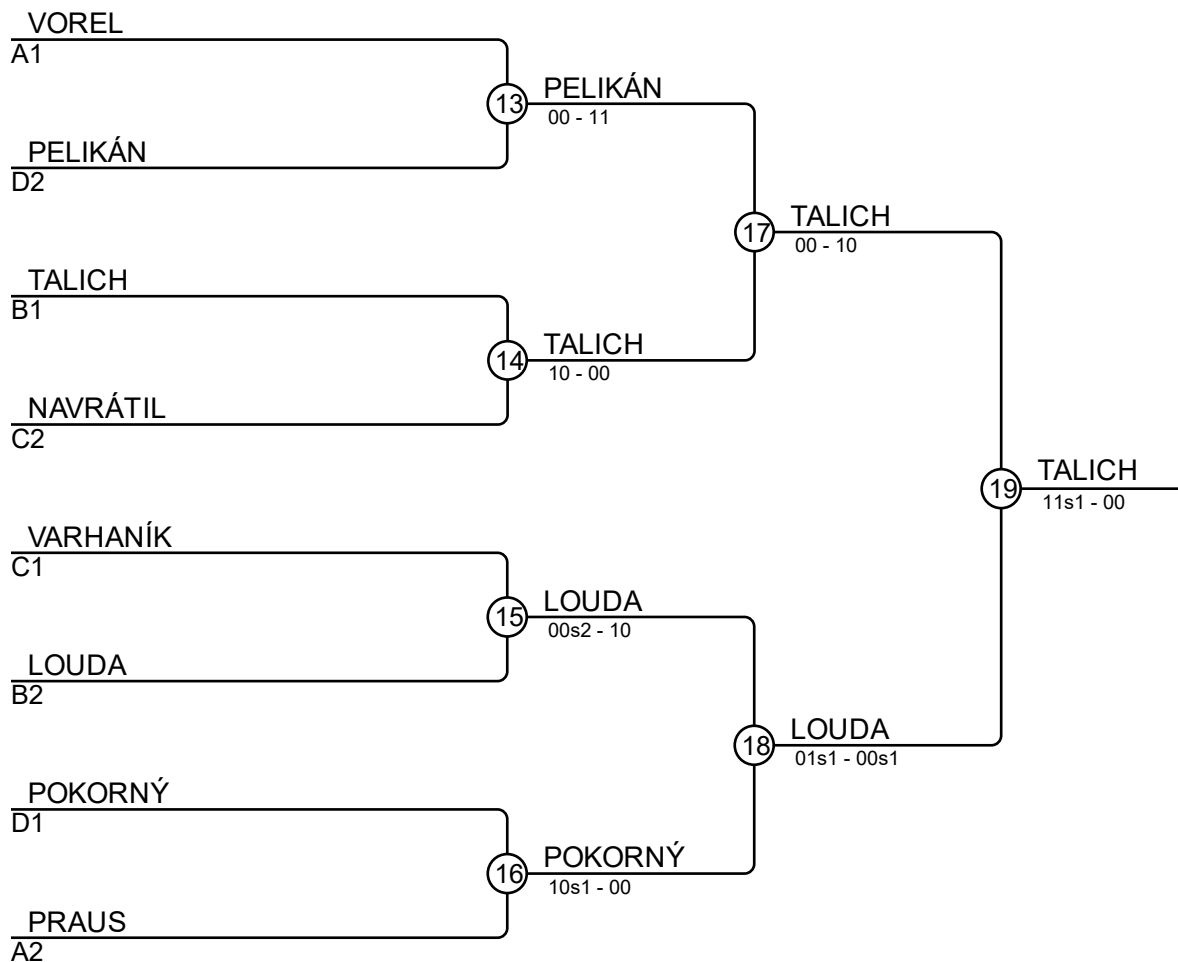 VOREL
A1
13
PELIKÁN
00 - 11
PELIKÁN
D2
17
TALICH
00 - 10
TALICH
B1
14
TALICH
10 - 00
NAVRÁTIL
C2
19
TALICH
11s1 - 00
VARHANÍK
C1
15
LOUDA
00s2 - 10
LOUDA
B2
18
LOUDA
01s1 - 00s1
POKORNÝ
D1
16
POKORNÝ
10s1 - 00
PRAUS
A2